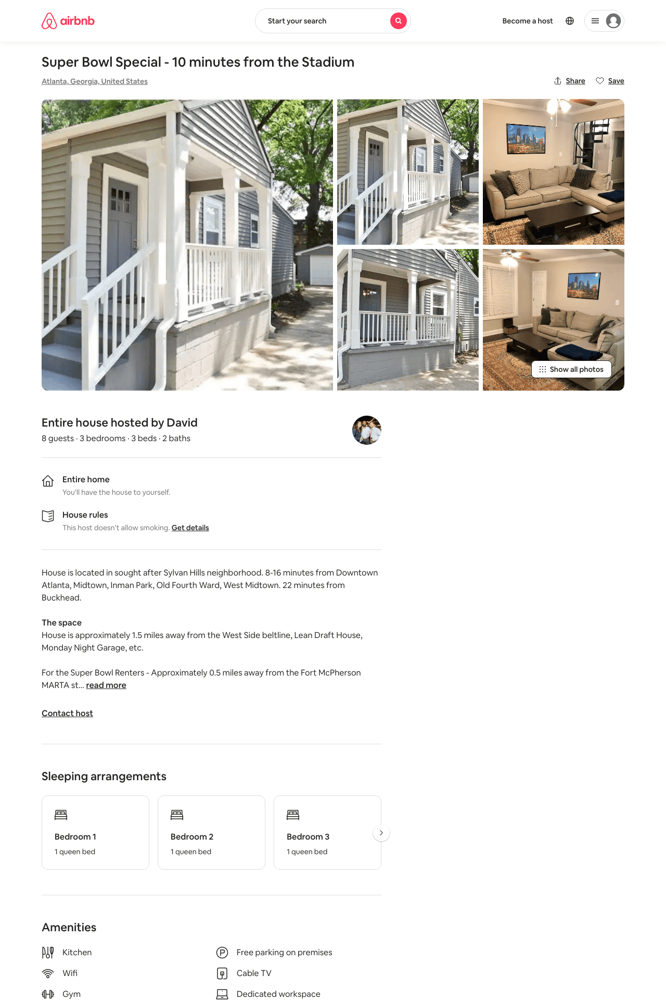 airbnb
Start your search
Become a host
Super Bowl Special - 10 minutes from the Stadium
Atlanta, Georgia, United States
Share
Save
Show all photos
Entire house hosted by David
8 guests · 3 bedrooms · 3 beds · 2 baths
Entire home
You’ll have the house to yourself.
House rules
This host doesn’t allow smoking. Get details
House is located in sought after Sylvan Hills neighborhood. 8-16 minutes from Downtown
Atlanta, Midtown, Inman Park, Old Fourth Ward, West Midtown. 22 minutes from
Buckhead.
The space
House is approximately 1.5 miles away from the West Side beltline, Lean Draft House,
Monday Night Garage, etc.
For the Super Bowl Renters - Approximately 0.5 miles away from the Fort McPherson
MARTA st... read more
Contact host
Sleeping arrangements
Bedroom 1
1 queen bed
Bedroom 2
1 queen bed
Bedroom 3
1 queen bed
Amenities
Kitchen
Free parking on premises
Wifi
Cable TV
Gym
Dedicated workspace